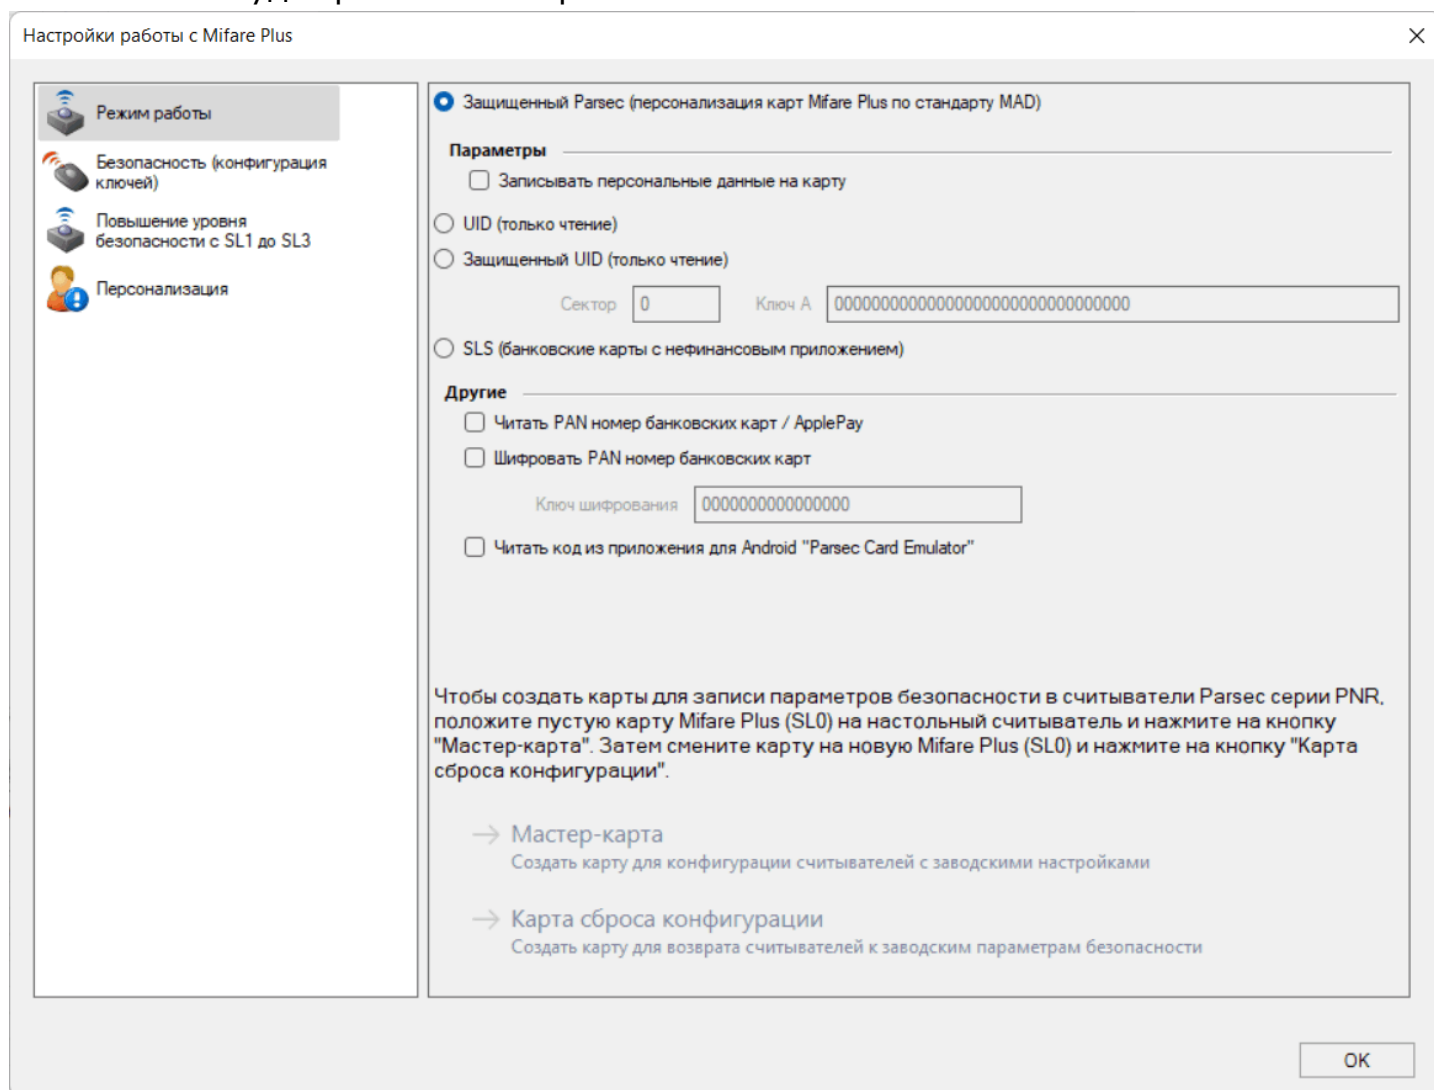 Настройки работы с Mifare Plus
Режим работы
Безопасность (конфигурация
ключей)
Повышение уровня
безопасности с SL1 до SL3
Персонализация
Защищенный Parsec (персонализация карт Mifare Plus по стандарту MAD)
Параметры
Записывать персональные данные на карту
UID (только чтение)
Защищенный UID (только чтение)
Сектор 0 Ключ A 00000000000000000000000000000000
SLS (банковские карты с нефинансовым приложением)
Другие
Читать PAN номер банковских карт / ApplePay
Шифровать PAN номер банковских карт
Ключ шифрования 0000000000000000
Читать код из приложения для Android "Parsec Card Emulator"
Чтобы создать карты для записи параметров безопасности в считыватели Parsec серии PNR,
положите пустую карту Mifare Plus (SL0) на настольный считыватель и нажмите на кнопку
"Мастер-карта". Затем смените карту на новую Mifare Plus (SL0) и нажмите на кнопку "Карта
сброса конфигурации".
Мастер-карта
Создать карту для конфигурации считывателей с заводскими настройками
Карта сброса конфигурации
Создать карту для возврата считывателей к заводским параметрам безопасности
OK